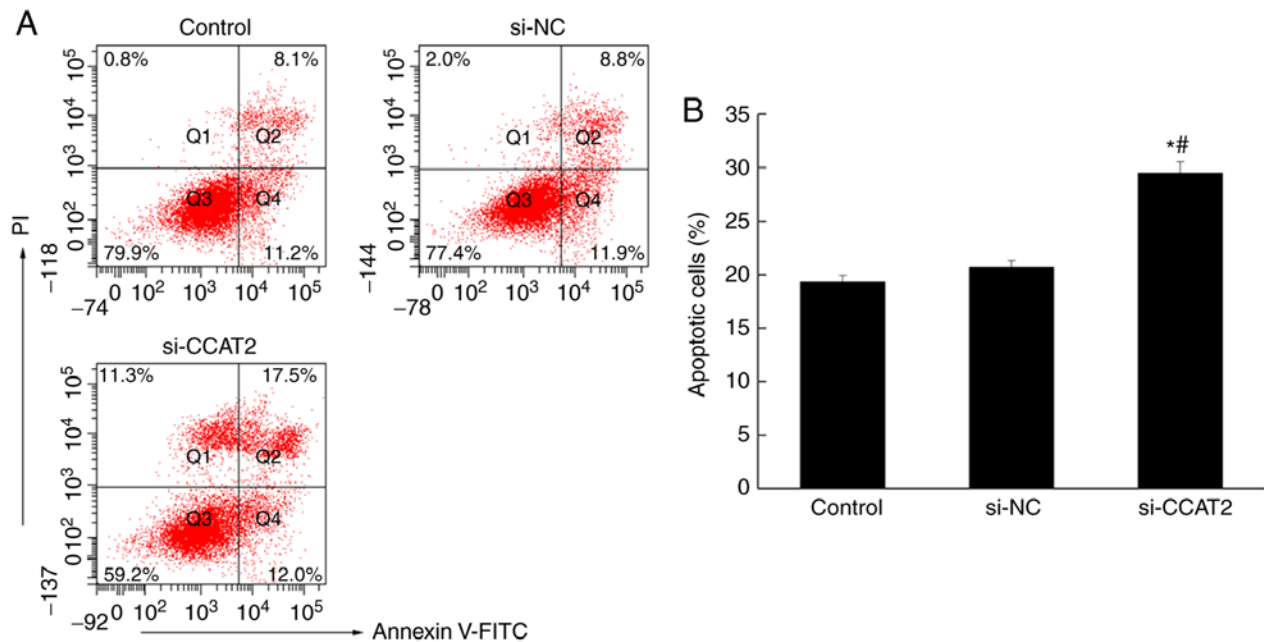 A
Control
0.8% 8.1%
Q1 Q2
Q3 Q4
79.9% 11.2%
10⁵
10⁴
10³
10²
0
−118
−74 0 10² 10³ 10⁴ 10⁵
PI
si-NC
2.0% 8.8%
Q1 Q2
Q3 Q4
77.4% 11.9%
10⁵
10⁴
10³
10²
0
−144
−78 0 10² 10³ 10⁴ 10⁵
si-CCAT2
11.3% 17.5%
Q1 Q2
Q3 Q4
59.2% 12.0%
10⁵
10⁴
10³
10²
0
−137
−92 0 10² 10³ 10⁴ 10⁵
Annexin V-FITC
B
Apoptotic cells (%)
35
30
25
20
15
10
5
0
*#
Control si-NC si-CCAT2